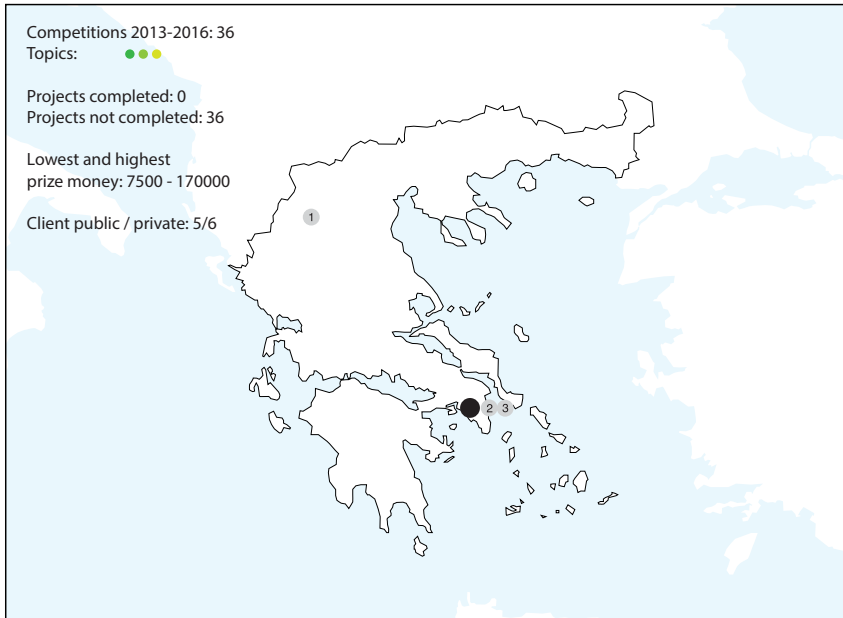 Competitions 2013-2016: 36
Topics:
Projects completed: 0
Projects not completed: 36
Lowest and highest
prize money: 7500 - 170000
Client public / private: 5/6
1
2 3